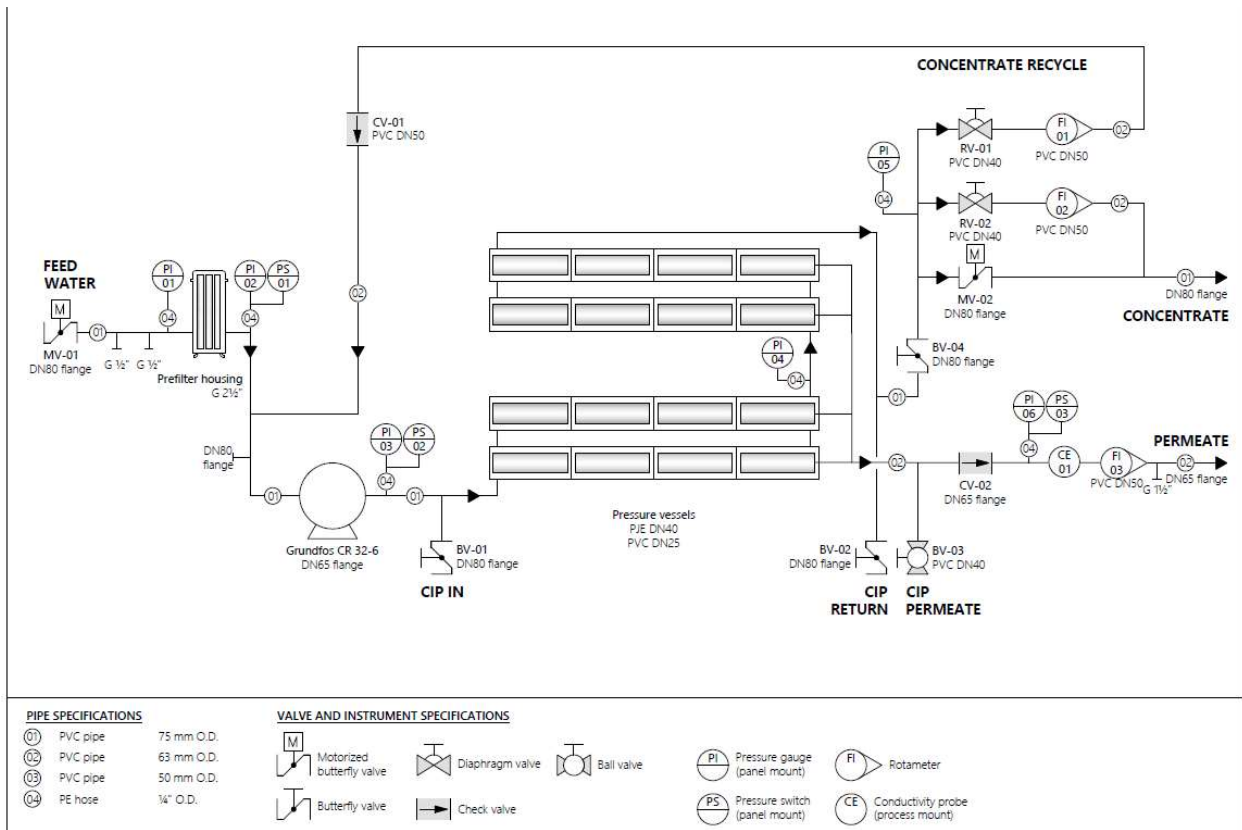 CONCENTRATE RECYCLE
CV-01
PVC DN50
PI
05
04
RV-01
PVC DN40
FI
01
PVC DN50
02
RV-02
PVC DN40
FI
02
PVC DN50
02
M
MV-02
DN80 flange
01
DN80 flange
CONCENTRATE
FEED
WATER
M
MV-01
DN80 flange
01
G ½"
G ½"
PI
01
04
PI
02
PS
01
04
Prefilter housing
G 2½"
02
PI
04
04
BV-04
DN80 flange
01
DN80
flange
01
PI
03
PS
02
04
01
Grundfos CR 32-6
DN65 flange
BV-01
DN80 flange
CIP IN
Pressure vessels
PJE DN40
PVC DN25
02
CV-02
DN65 flange
PI
06
PS
03
04
CE
01
FI
03
PVC DN50
G 1½"
PERMEATE
02
DN65 flange
BV-02
DN80 flange
CIP
RETURN
BV-03
PVC DN40
CIP
PERMEATE
PIPE SPECIFICATIONS
01 PVC pipe 75 mm O.D.
02 PVC pipe 63 mm O.D.
03 PVC pipe 50 mm O.D.
04 PE hose ¼" O.D.
VALVE AND INSTRUMENT SPECIFICATIONS
M
Motorized
butterfly valve
Diaphragm valve
Ball valve
Butterfly valve
Check valve
PI
Pressure gauge
(panel mount)
FI
Rotameter
PS
Pressure switch
(panel mount)
CE
Conductivity probe
(process mount)